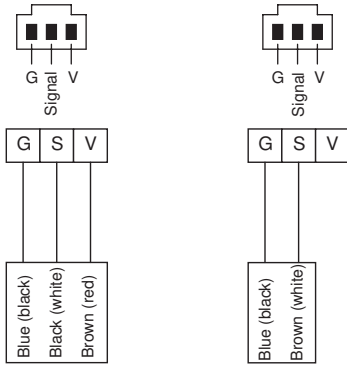 G Signal V
G S V
Blue (black)
Black (white)
Brown (red)
G Signal V
G S V
Blue (black)
Brown (white)